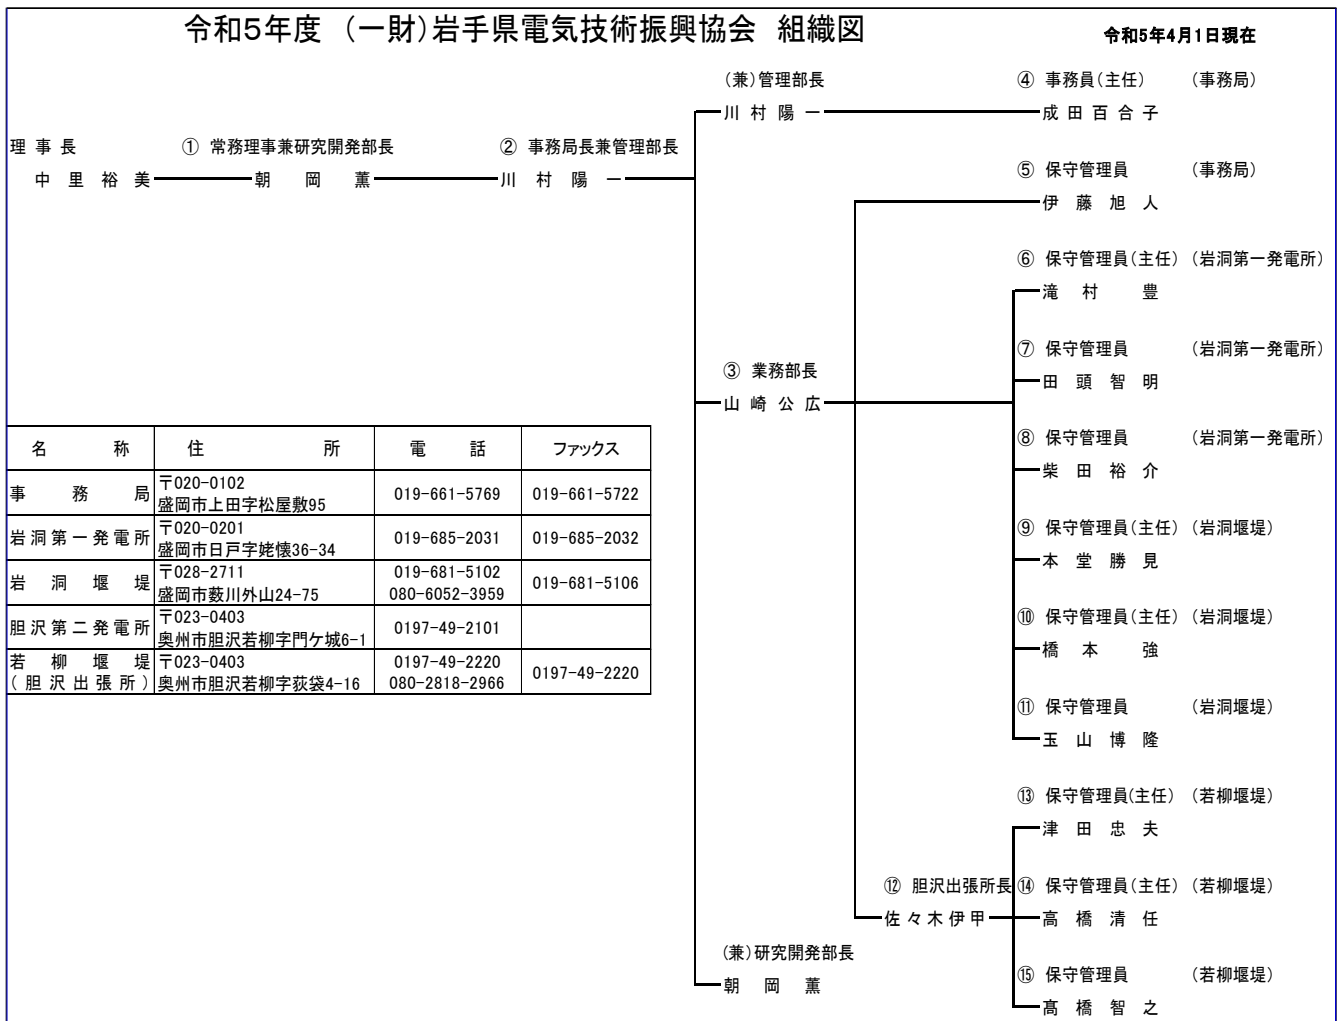 令和5年度 (一財)岩手県電気技術振興協会 組織図
令和5年4月1日現在
(兼)管理部長
川村陽一
④ 事務員(主任) (事務局)
成田百合子
理事長
中里裕美
① 常務理事兼研究開発部長
朝岡薫
② 事務局長兼管理部長
川村陽一
⑤ 保守管理員 (事務局)
伊藤旭人
⑥ 保守管理員(主任) (岩洞第一発電所)
滝村豊
⑦ 保守管理員 (岩洞第一発電所)
田頭智明
③ 業務部長
山崎公広
⑧ 保守管理員 (岩洞第一発電所)
柴田裕介
⑨ 保守管理員(主任) (岩洞堰堤)
本堂勝見
⑩ 保守管理員(主任) (岩洞堰堤)
橋本強
⑪ 保守管理員 (岩洞堰堤)
玉山博隆
名称 住所 電話 ファックス
事務局 〒020-0102 019-661-5769 019-661-5722
盛岡市上田字松屋敷95
岩洞第一発電所 〒020-0201 019-685-2031 019-685-2032
盛岡市日戸字姥懐36-34
岩洞堰堤 〒028-2711 019-681-5102 019-681-5106
盛岡市薮川外山24-75 080-6052-3959
胆沢第二発電所 〒023-0403 0197-49-2101
奥州市胆沢若柳字門ケ城6-1
若柳堰堤 〒023-0403 0197-49-2220 0197-49-2220
(胆沢出張所) 奥州市胆沢若柳字荻袋4-16 080-2818-2966
⑬ 保守管理員(主任) (若柳堰堤)
津田忠夫
⑫ 胆沢出張所長
佐々木伊甲
⑭ 保守管理員(主任) (若柳堰堤)
高橋清任
(兼)研究開発部長
朝岡薫
⑮ 保守管理員 (若柳堰堤)
髙橋智之